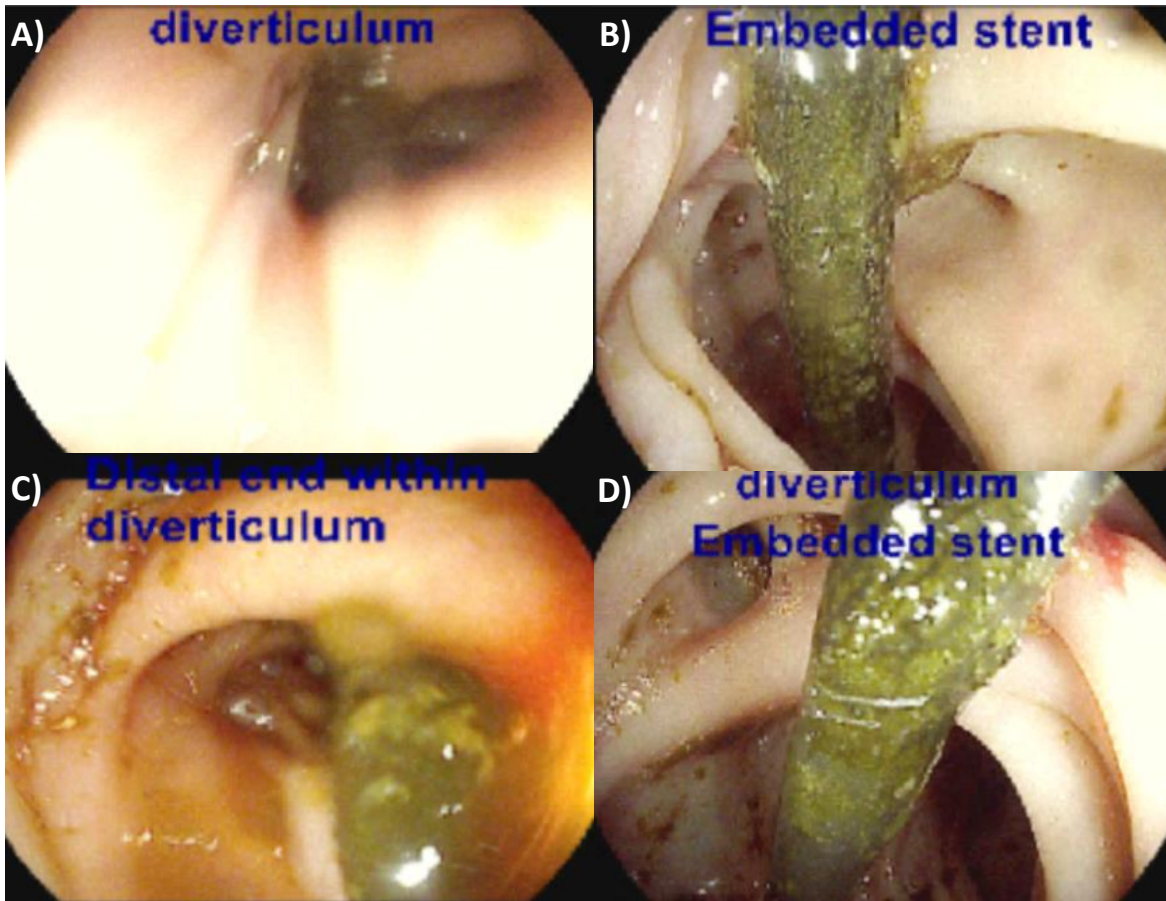 A)
diverticulum
B)
Embedded stent
C)
Distal end within
diverticulum
D)
diverticulum
Embedded stent